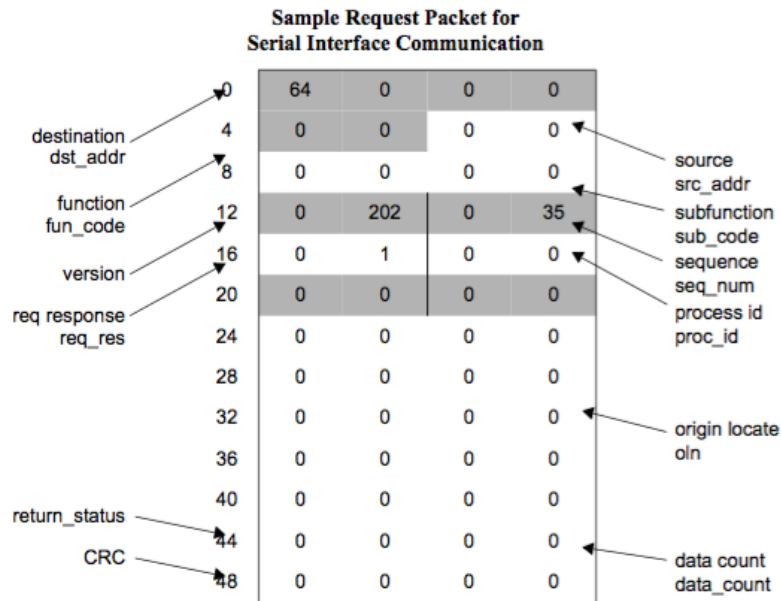 Sample Request Packet for
Serial Interface Communication
0 64 0 0 0
destination
dst_addr
4 0 0 0 0
source
src_addr
8 0 0 0 0
function
fun_code
subfunction
sub_code
12 0 202 0 35
version
sequence
seq_num
16 0 1 0 0
req response
req_res
process id
proc_id
20 0 0 0 0
24 0 0 0 0
28 0 0 0 0
32 0 0 0 0
origin locate
oln
36 0 0 0 0
40 0 0 0 0
return_status
44 0 0 0 0
CRC
data count
data_count
48 0 0 0 0